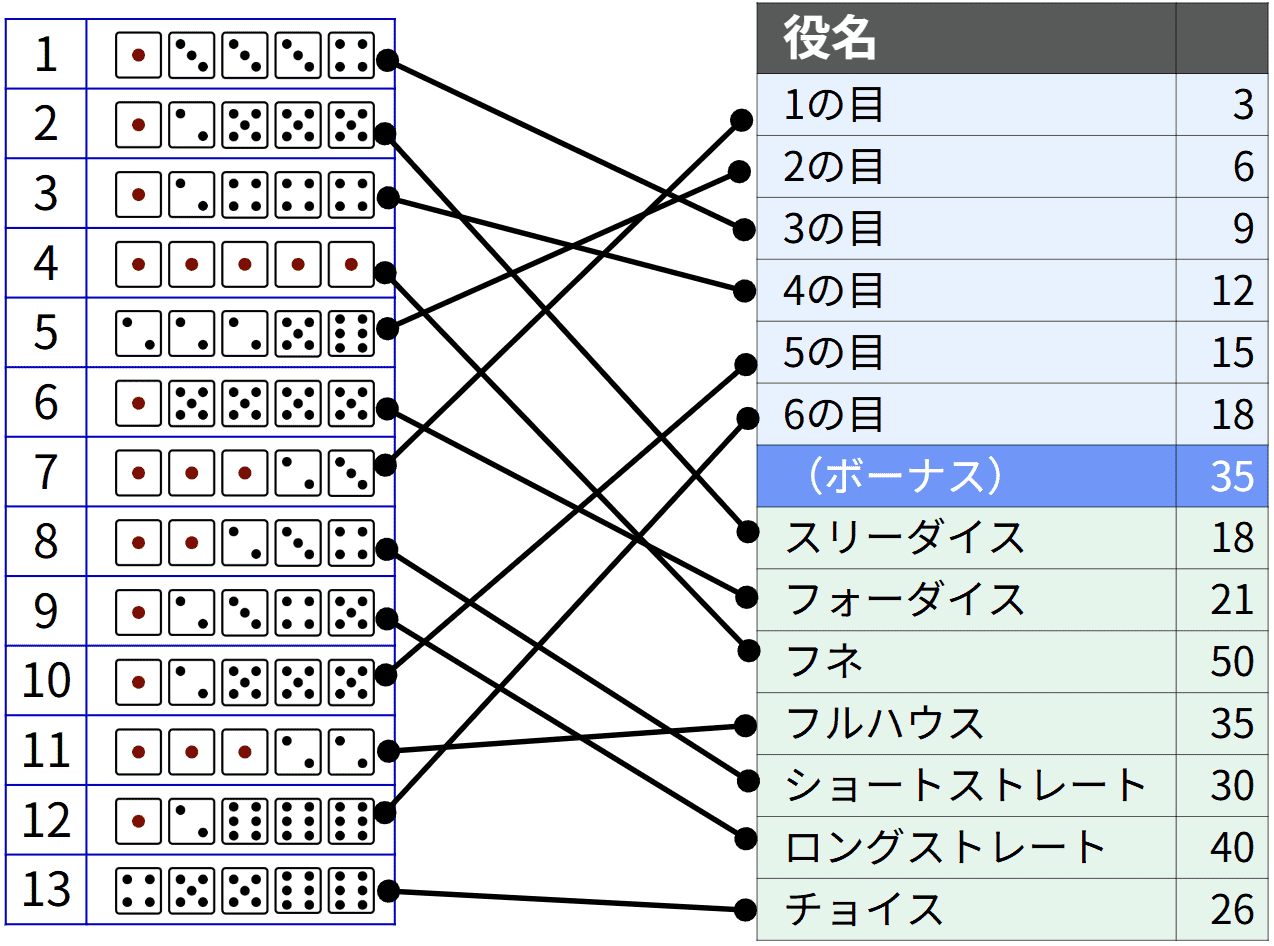 1
2
3
4
5
6
7
8
9
10
11
12
13
役名
1の目 3
2の目 6
3の目 9
4の目 12
5の目 15
6の目 18
（ボーナス） 35
スリーダイス 18
フォーダイス 21
フネ 50
フルハウス 35
ショートストレート 30
ロングストレート 40
チョイス 26